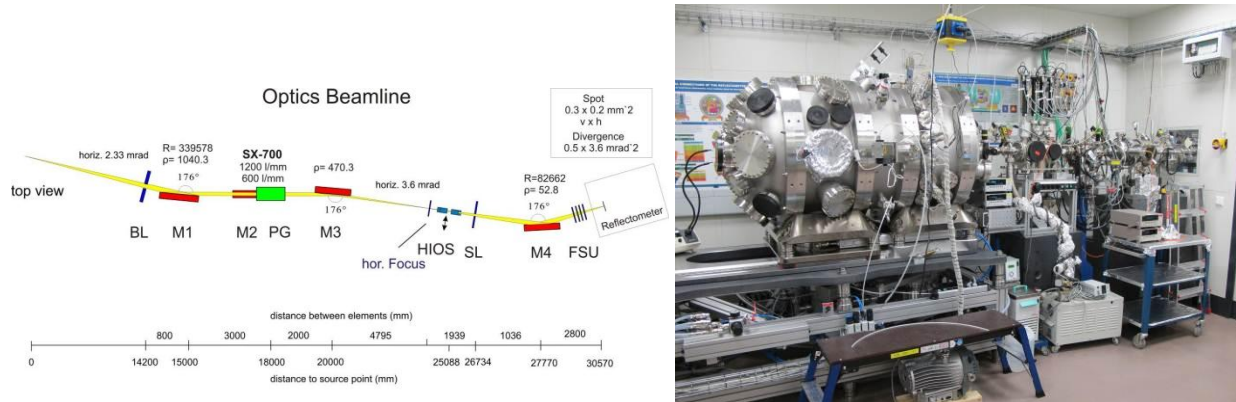 Optics Beamline
Spot
0.3 x 0.2 mm`2
v x h
Divergence
0.5 x 3.6 mrad`2
R= 339578
ρ= 1040.3
SX-700
1200 l/mm
600 l/mm
ρ= 470.3
horiz. 2.33 mrad
horiz. 3.6 mrad
R=82662
ρ= 52.8
top view
176°
176°
176°
Reflectometer
BL
M1
M2
PG
M3
HIOS
SL
M4
FSU
hor. Focus
distance between elements (mm)
800
3000
2000
4795
1939
1036
2800
0
14200
15000
18000
20000
25088
26734
27770
30570
distance to source point (mm)